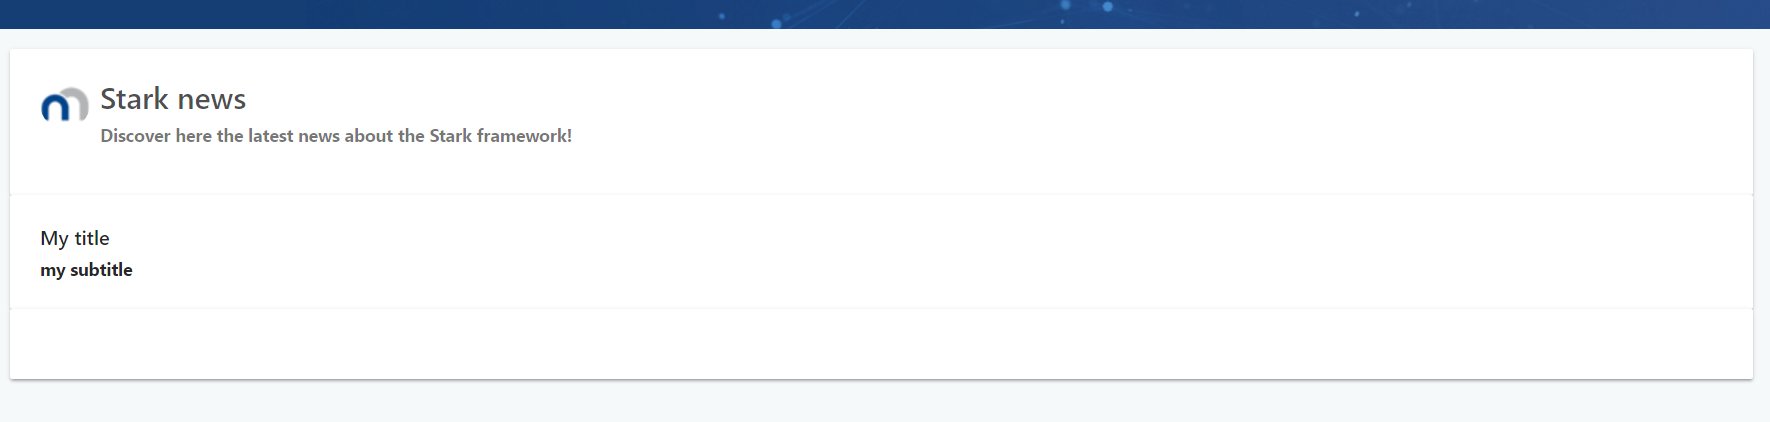 Stark news
Discover here the latest news about the Stark framework!
My title
my subtitle